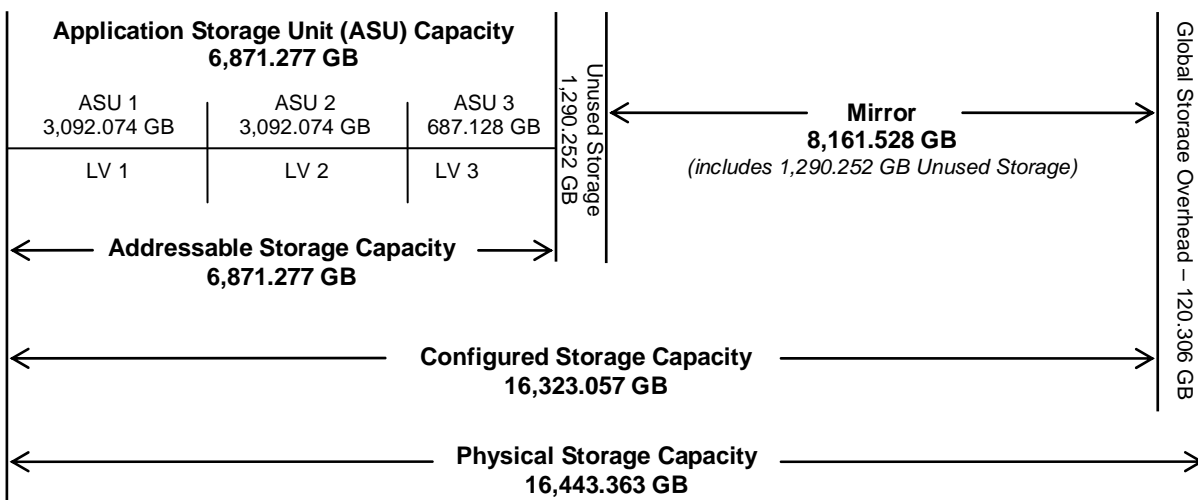 Application Storage Unit (ASU) Capacity
6,871.277 GB
ASU 1
3,092.074 GB
ASU 2
3,092.074 GB
ASU 3
687.128 GB
LV 1
LV 2
LV 3
Unused Storage
1,290.252 GB
Mirror
8,161.528 GB
(includes 1,290.252 GB Unused Storage)
Global Storage Overhead – 120.306 GB
Addressable Storage Capacity
6,871.277 GB
Configured Storage Capacity
16,323.057 GB
Physical Storage Capacity
16,443.363 GB